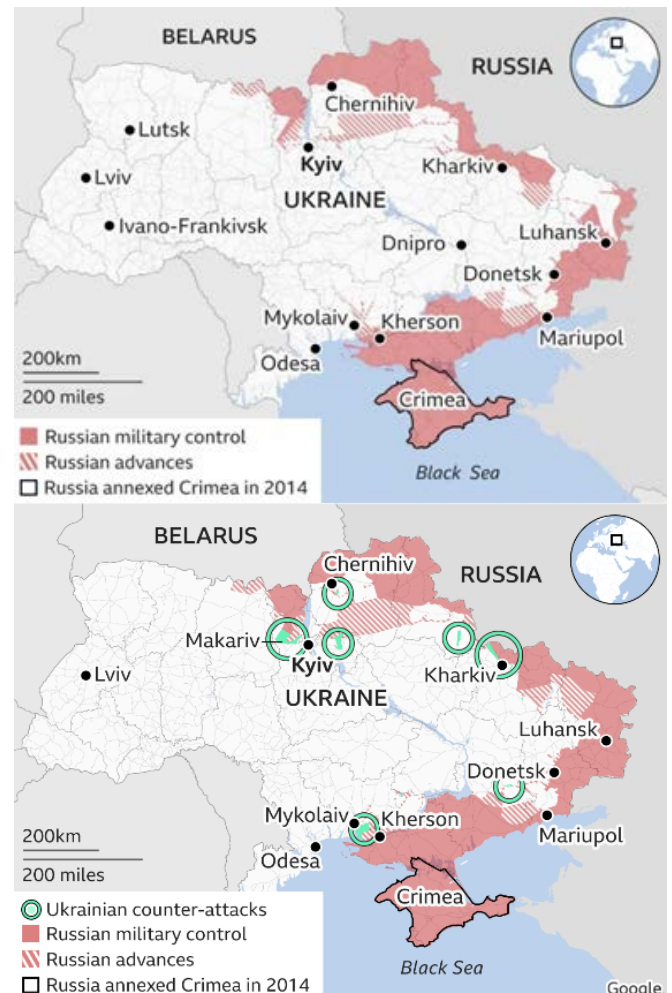 BELARUS
RUSSIA
Chernihiv
Lutsk
Kyiv
Kharkiv
Lviv
UKRAINE
Ivano-Frankivsk
Dnipro
Luhansk
Donetsk
Mykolaiv
Kherson
Mariupol
Odesa
200km
200 miles
Crimea
Russian military control
Russian advances
Black Sea
Russia annexed Crimea in 2014
BELARUS
Chernihiv
RUSSIA
Makariv
Kyiv
Lviv
Kharkiv
UKRAINE
Luhansk
Donetsk
Mykolaiv
Kherson
Mariupol
200km
Odesa
200 miles
Crimea
Ukrainian counter-attacks
Russian military control
Russian advances
Black Sea
Russia annexed Crimea in 2014
Google